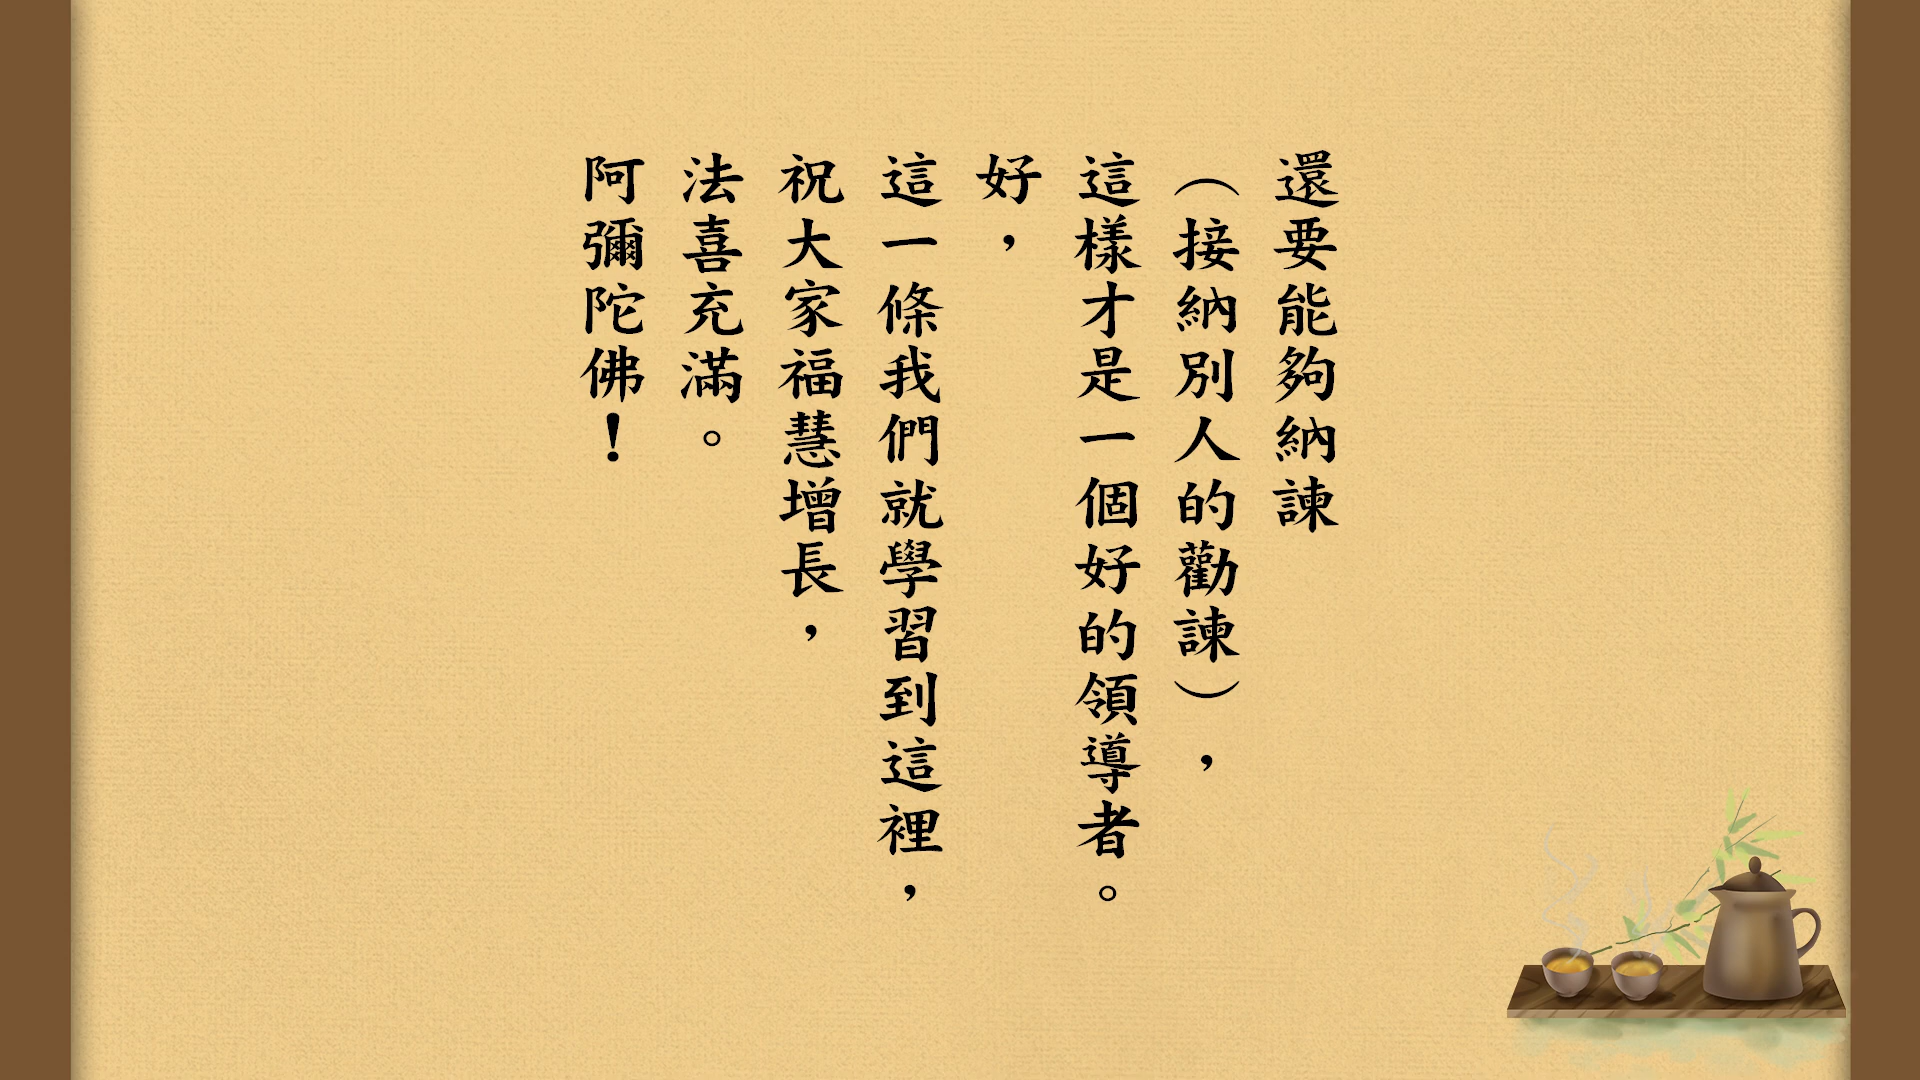 還要能夠納諫
（接納別人的勸諫），
這樣才是一個好的領導者。
好，
這一條我們就學習到這裡，
祝大家福慧增長，
法喜充滿。
阿彌陀佛！